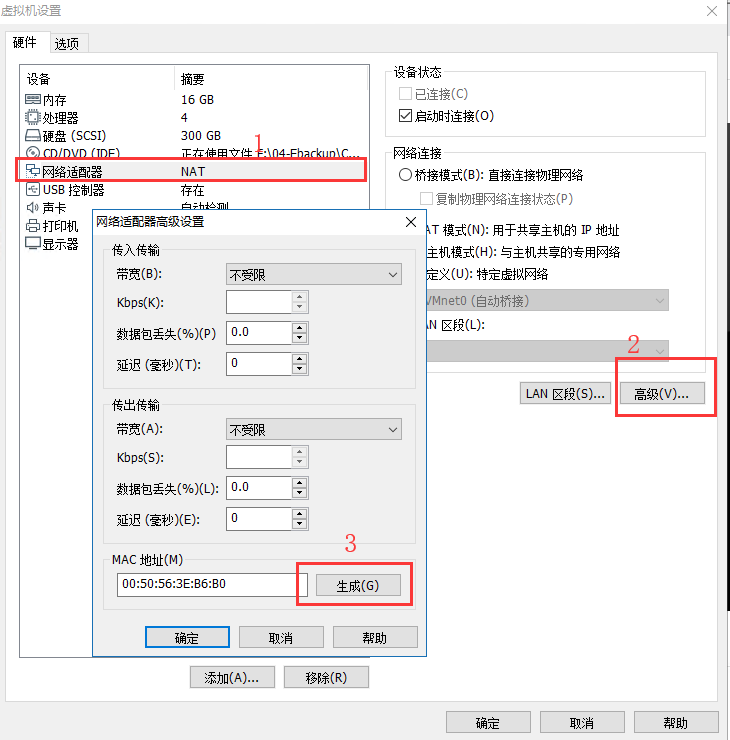 虚拟机设置
硬件 选项
设备 摘要
内存 16 GB
处理器 4
硬盘 (SCSI) 300 GB
1
CD/DVD (IDE) 正在使用文件
网络适配器 NAT
USB 控制器 存在
声卡 自动检测
打印机
显示器
设备状态
已连接(C)
启动时连接(O)
网络连接
桥接模式(B): 直接连接物理网络
复制物理网络连接状态(P)
AT 模式(N): 用于共享主机的 IP 地址
主机模式(H): 与主机共享的专用网络
定义(U): 特定虚拟网络
VMnet0 (自动桥接)
AN 区段(L):
2
LAN 区段(S)... 高级(V)...
网络适配器高级设置
传入传输
带宽(B): 不受限
Kbps(K):
数据包丢失(%)(P) 0.0
延迟 (毫秒)(T): 0
传出传输
带宽(A): 不受限
Kbps(S):
数据包丢失(%)(L): 0.0
延迟 (毫秒)(E): 0
3
MAC 地址(M)
00:50:56:3E:B6:B0 生成(G)
确定 取消 帮助
添加(A)... 移除(R)
确定 取消 帮助